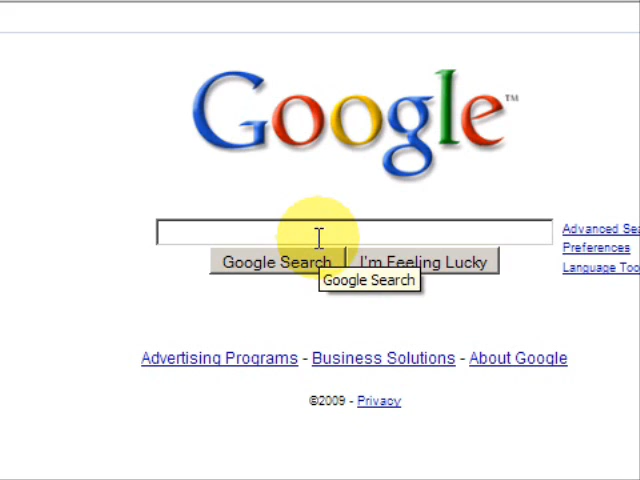 Google™
Advanced Sea
Preferences
Language Too
Google Search I'm Feeling Lucky
Google Search
Advertising Programs - Business Solutions - About Google
©2009 - Privacy